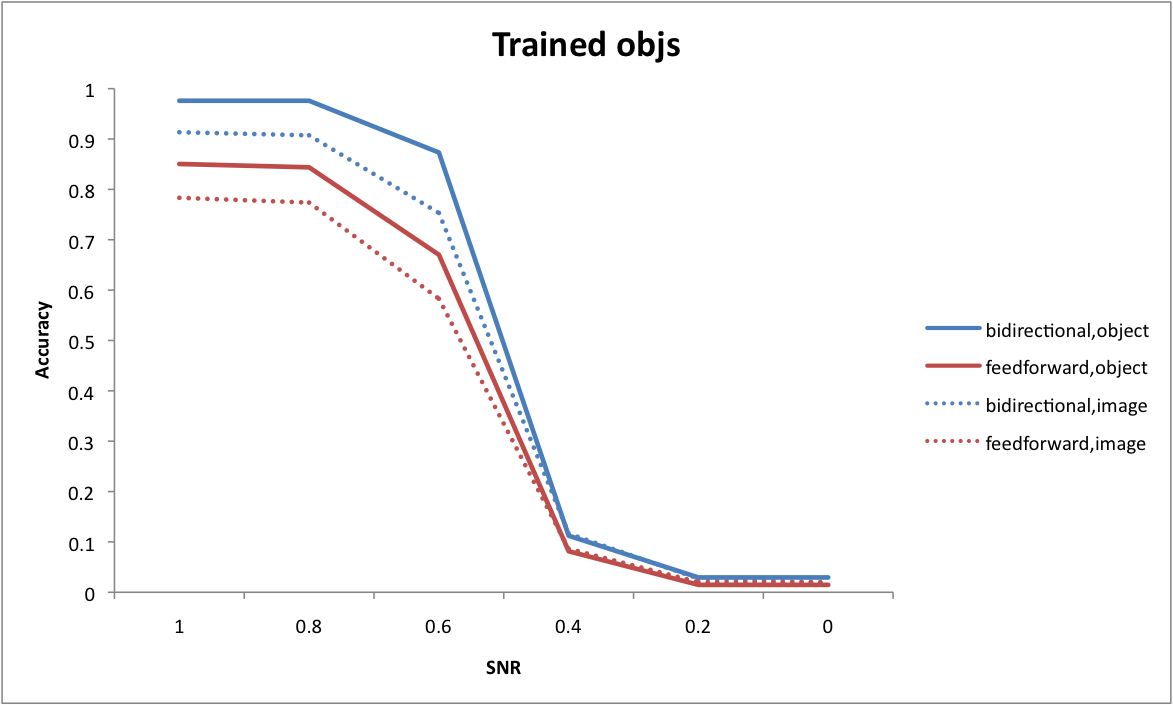 Trained objs
1
0.9
0.8
0.7
0.6
0.5
0.4
0.3
0.2
0.1
0
Accuracy
1 0.8 0.6 0.4 0.2 0
SNR
bidirectional,object
feedforward,object
bidirectional,image
feedforward,image